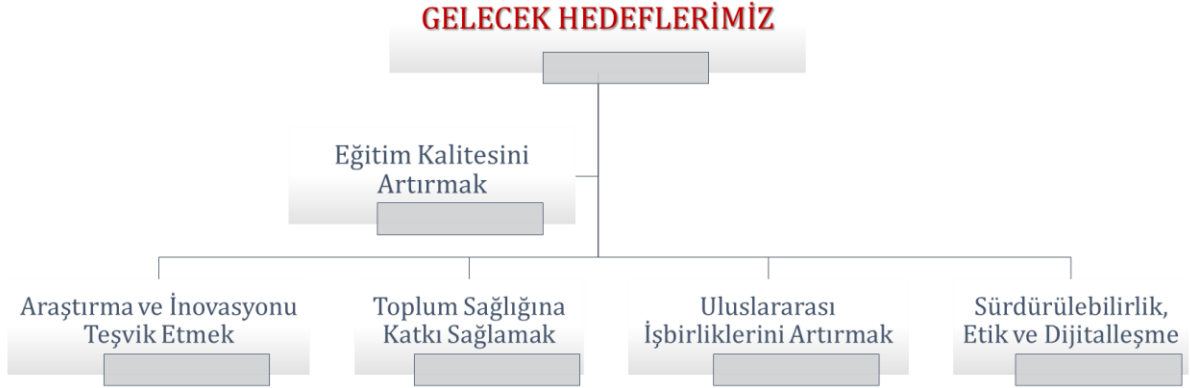 GELECEK HEDEFLERİMİZ
Eğitim Kalitesini
Artırmak
Araştırma ve İnovasyonu
Teşvik Etmek
Toplum Sağlığına
Katkı Sağlamak
Uluslararası
İşbirliklerini Artırmak
Sürdürülebilirlik,
Etik ve Dijitalleşme